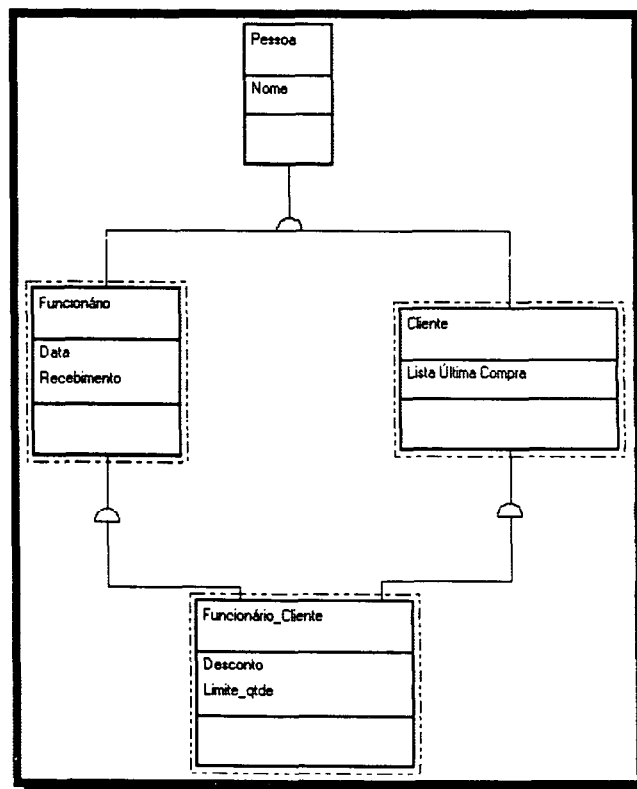 Pessoa
Nome
Funcionário
Data
Recebimento
Cliente
Lista Última Compra
Funcionário_Cliente
Desconto
Limite_qtde